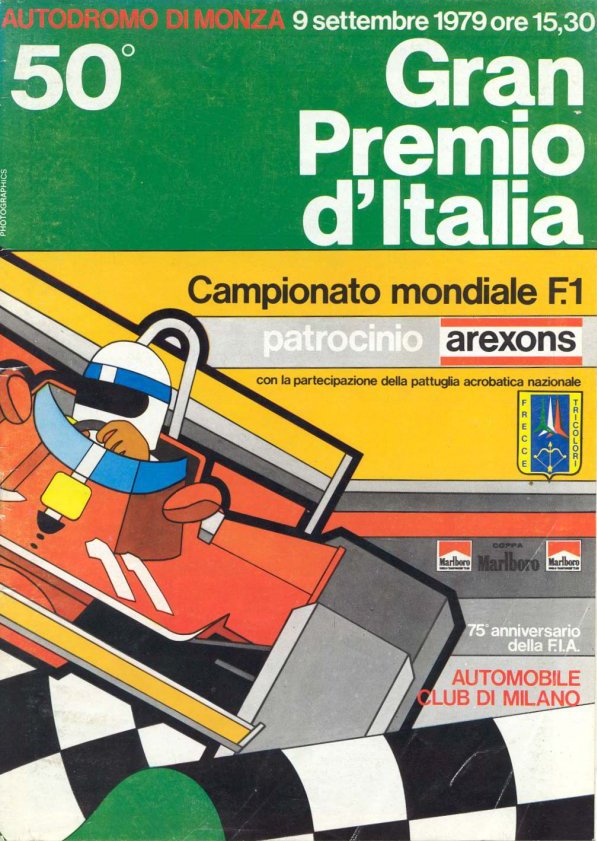 AUTODROMO DI MONZA 9 settembre 1979 ore 15,30
50°
Gran
Premio
d'Italia
PHOTOGRAPHICS
Campionato mondiale F.1
patrocinio arexons
con la partecipazione della pattuglia acrobatica nazionale
FRECCE TRICOLORI
COPPA
Marlboro Marlboro Marlboro
75° anniversario
della F.I.A.
AUTOMOBILE
CLUB DI MILANO
11